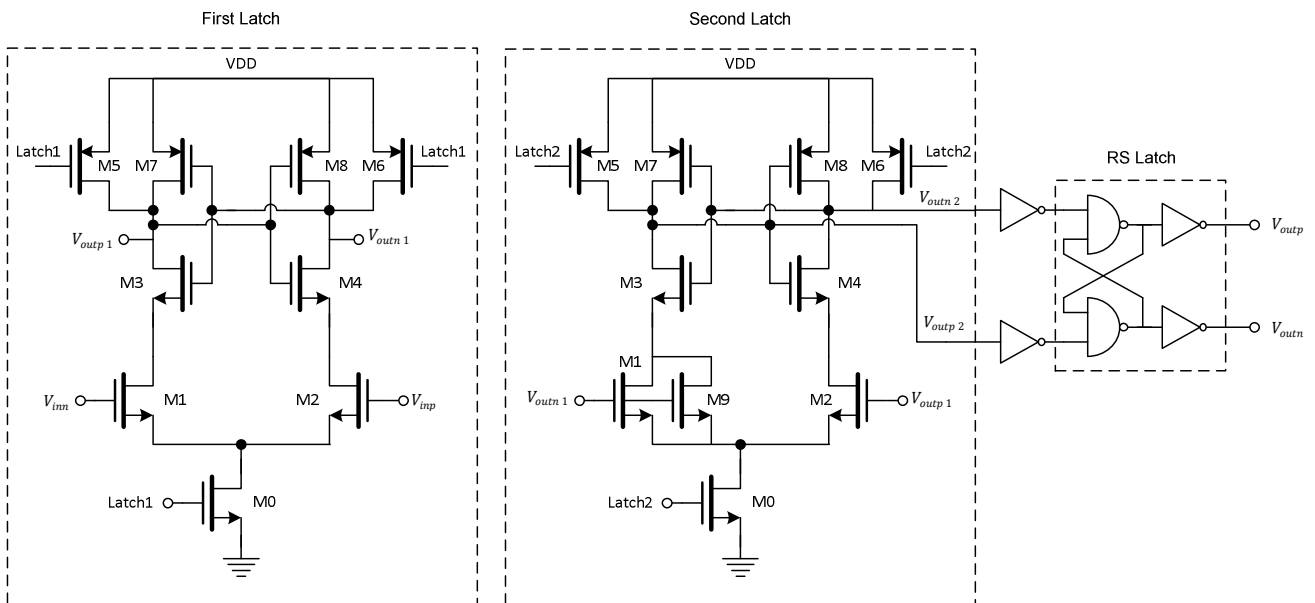 First Latch
Second Latch
VDD
VDD
Latch1
M5
M7
M8
M6
Latch1
Latch2
M5
M7
M8
M6
Latch2
RS Latch
V_outn 2
V_outp 1
V_outn 1
V_outp
M3
M4
M3
M4
V_outp 2
V_outn
M1
V_inn
M1
M2
V_inp
V_outn 1
M9
M2
V_outp 1
Latch1
M0
Latch2
M0